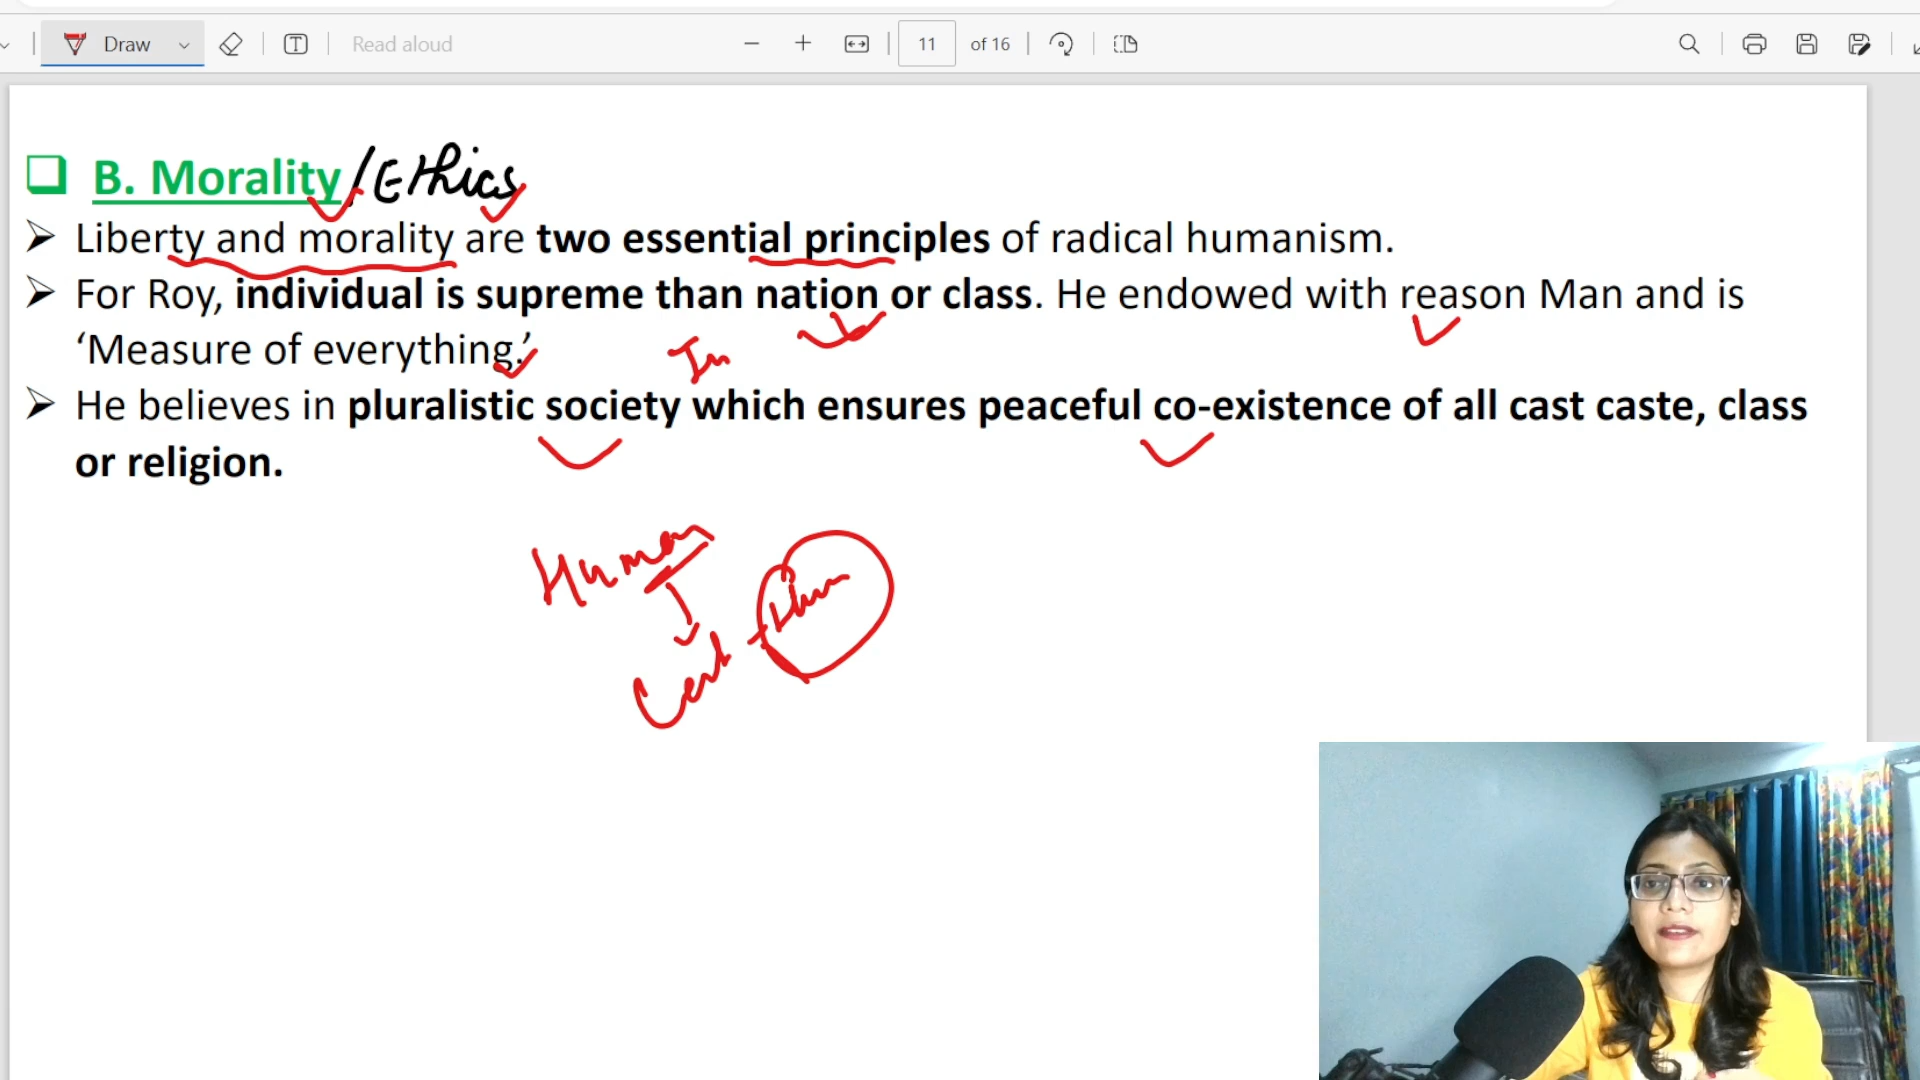 Draw
Read aloud
11 of 16
B. Morality/Ethics
Liberty and morality are two essential principles of radical humanism.
For Roy, individual is supreme than nation or class. He endowed with reason Man and is
‘Measure of everything.’
In
He believes in pluralistic society which ensures peaceful co-existence of all cast caste, class
or religion.
Human